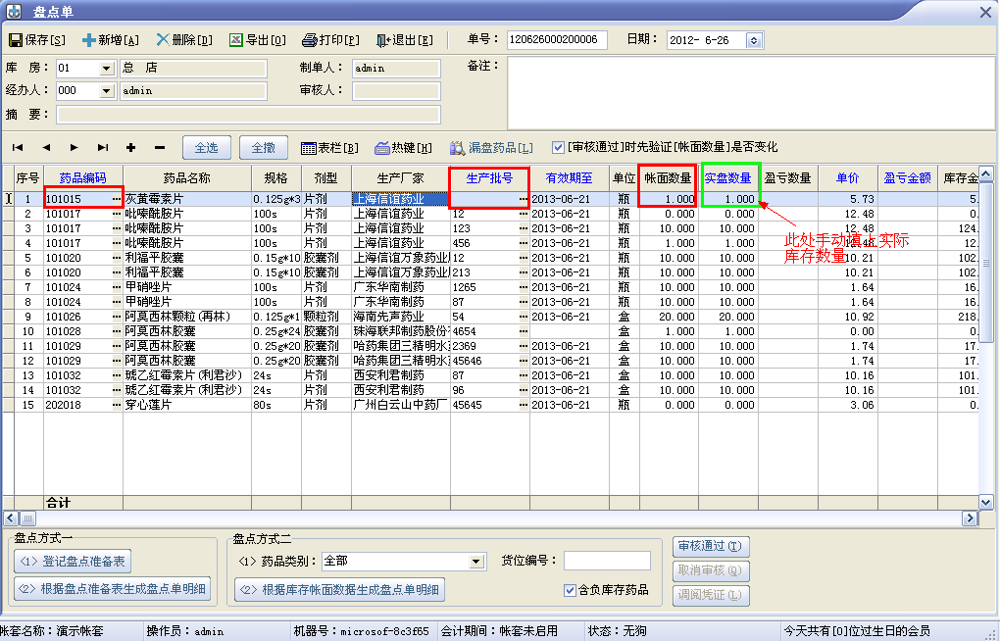 盘点单
保存[S] 新增[A] 删除[D] 导出[O] 打印[P] 退出[E] 单号： 120626000200006 日期： 2012- 6-26
库 房： 01 总 店 制单人： admin 备注：
经办人： 000 admin 审核人：
摘 要：
全选 全撤 表栏[B] 热键[H] 漏盘药品[L] [审核通过]时先验证[帐面数量]是否变化
序号 药品编码 药品名称 规格 剂型 生产厂家 生产批号 有效期至 单位 帐面数量 实盘数量 盈亏数量 单价 盈亏金额 库存金
1 101015 灰黄霉素片 0.125g*3 片剂 上海信谊药业 2013-06-21 瓶 1.000 1.000 5.73 5.
2 101017 吡嗪酰胺片 100s 片剂 上海信谊药业 12 2013-06-21 瓶 0.000 0.000 12.48 0.
3 101017 吡嗪酰胺片 100s 片剂 上海信谊药业 123 2013-06-21 瓶 10.000 10.000 12.48 124.
4 101017 吡嗪酰胺片 100s 片剂 上海信谊药业 456 2013-06-21 瓶 1.000 1.000 12.48 12.
此处手动填 实际
库存数量
5 101020 利福平胶囊 0.15g*10 胶囊剂 上海信谊万象药业 12 2013-06-21 瓶 10.000 10.000 10.21 102.
6 101020 利福平胶囊 0.15g*10 胶囊剂 上海信谊万象药业 213 2013-06-21 瓶 10.000 10.000 10.21 102.
7 101024 甲硝唑片 100s 片剂 广东华南制药 1265 2013-06-21 瓶 10.000 10.000 1.64 16.
8 101024 甲硝唑片 100s 片剂 广东华南制药 87 2013-06-21 瓶 10.000 10.000 1.64 16.
9 101026 阿莫西林颗粒(再林) 0.125g*1 颗粒剂 海南先声药业 54 2013-06-21 盒 20.000 20.000 10.92 218.
10 101028 阿莫西林胶囊 0.25g*24 胶囊剂 珠海联邦制药股份 4654 盒 1.000 1.000 0.00 0.
11 101029 阿莫西林胶囊 0.25g*20 胶囊剂 哈药集团三精明水 2369 2013-06-21 盒 10.000 10.000 1.74 17.
12 101029 阿莫西林胶囊 0.25g*20 胶囊剂 哈药集团三精明水 45646 2013-06-21 盒 10.000 10.000 1.74 17.
13 101032 琥乙红霉素片(利君沙) 24s 片剂 西安利君制药 87 2013-06-21 盒 10.000 10.000 10.16 101.
14 101032 琥乙红霉素片(利君沙) 24s 片剂 西安利君制药 96 2013-06-21 盒 10.000 10.000 10.16 101.
15 202018 穿心莲片 80s 片剂 广州白云山中药厂 45645 2013-06-21 瓶 0.000 0.000 3.06 0.
合计
盘点方式一 盘点方式二
<1> 登记盘点准备表 <1> 药品类别： 全部 货位编号： 审核通过(T)
取消审核(Q)
<2> 根据盘点准备表生成盘点单明细 <2> 根据库存帐面数据生成盘点单明细 含负库存药品 调阅凭证(L)
帐套名称：演示帐套 操作员：admin 机器号：microsof-8c3f65 会计期间：帐套未启用 状态：无狗 今天共有[0]位过生日的会员